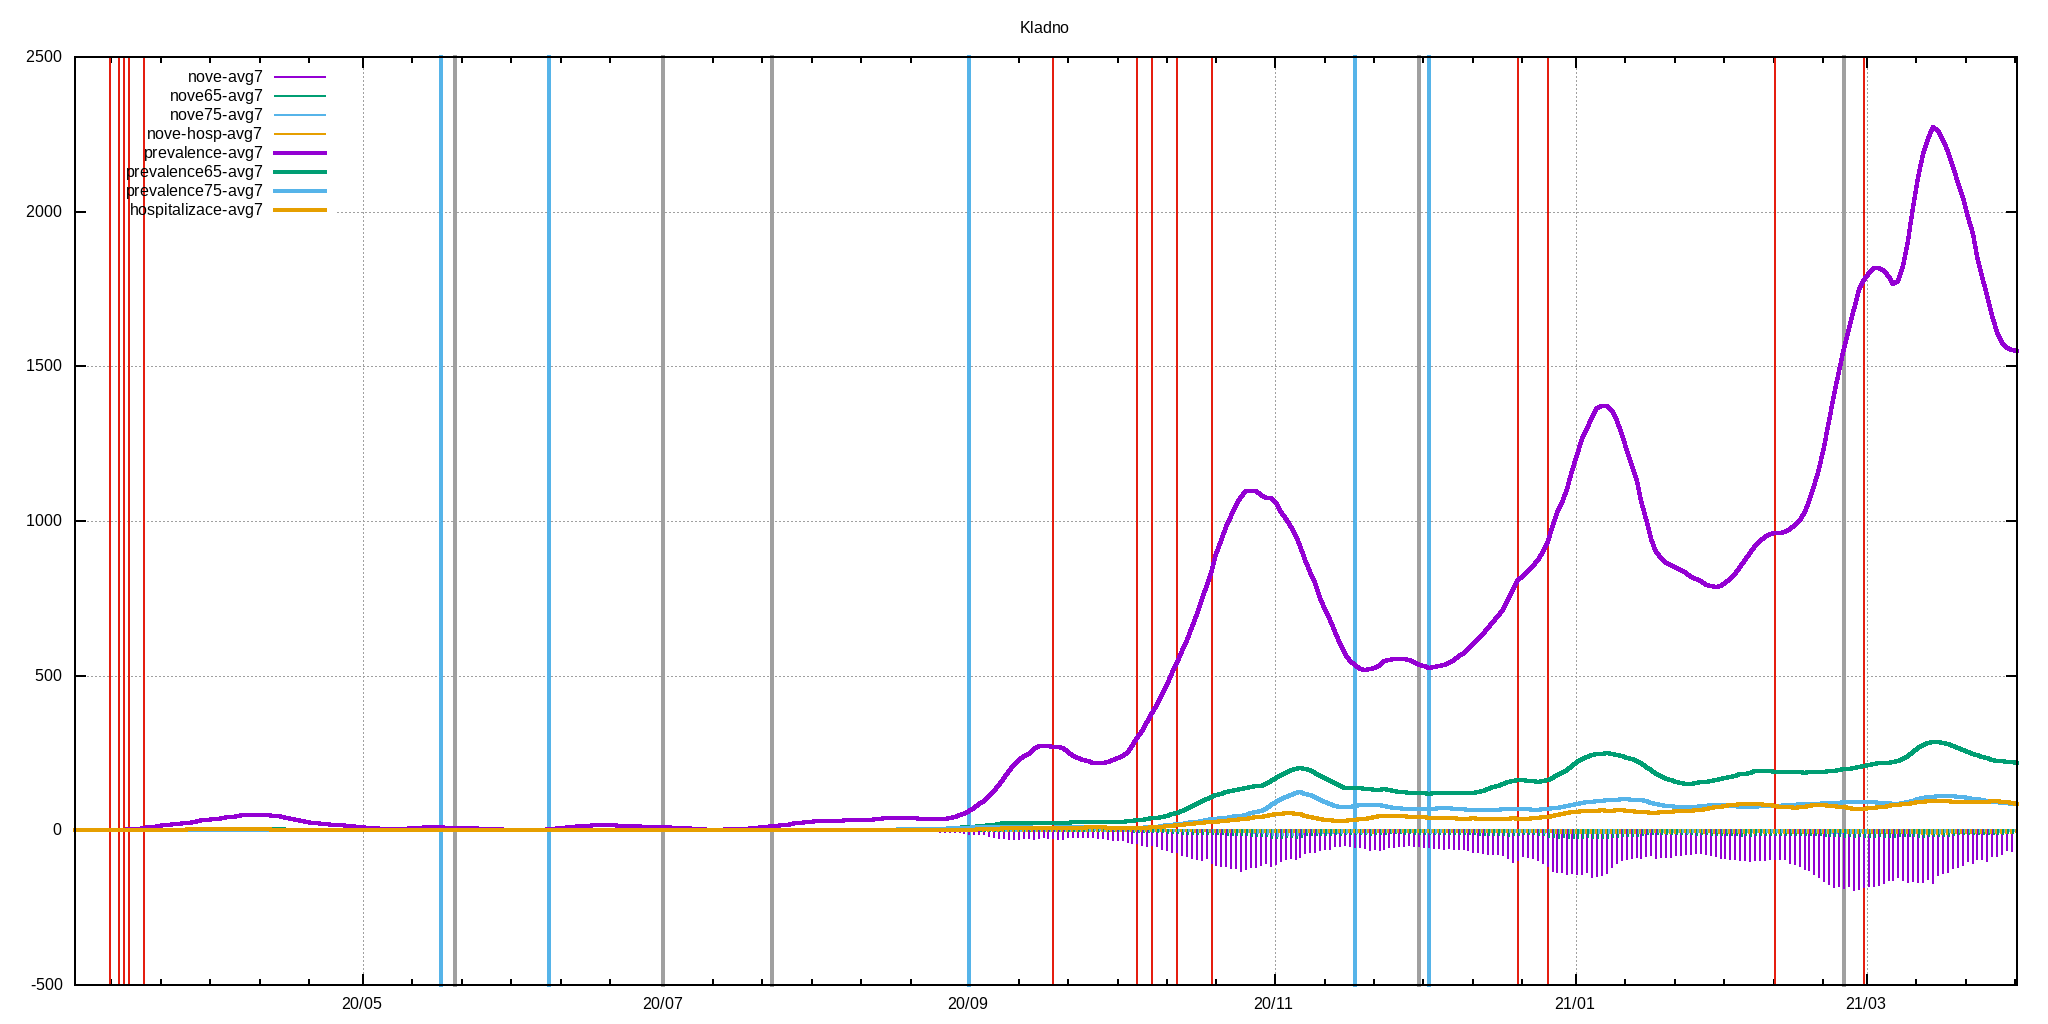 Kladno
2500
2000
1500
1000
500
0
-500
nove-avg7
nove65-avg7
nove75-avg7
nove-hosp-avg7
prevalence-avg7
prevalence65-avg7
prevalence75-avg7
hospitalizace-avg7
20/05
20/07
20/09
20/11
21/01
21/03